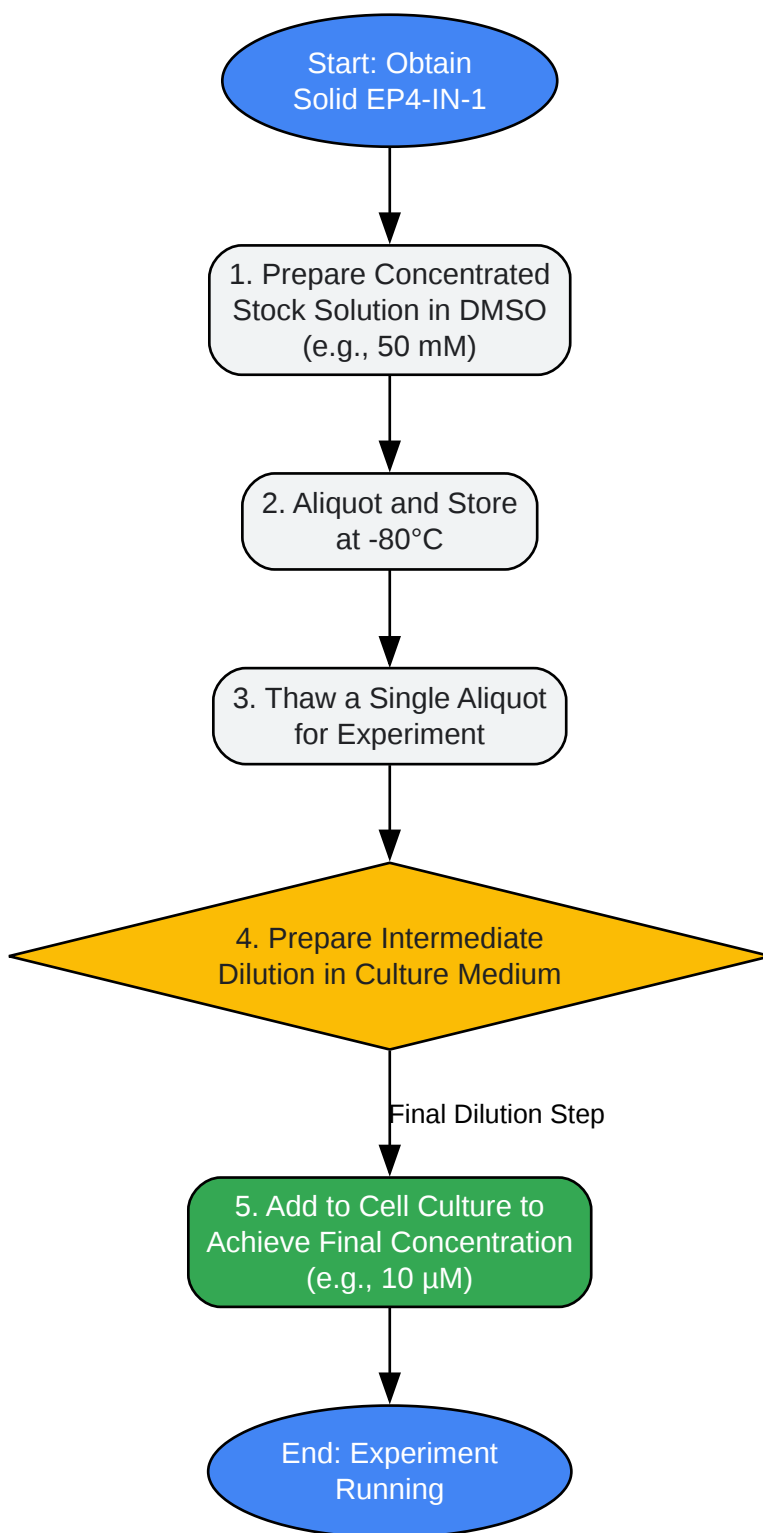 Start: Obtain
Solid EP4-IN-1
1. Prepare Concentrated
Stock Solution in DMSO
(e.g., 50 mM)
2. Aliquot and Store
at -80°C
3. Thaw a Single Aliquot
for Experiment
4. Prepare Intermediate
Dilution in Culture Medium
Final Dilution Step
5. Add to Cell Culture to
Achieve Final Concentration
(e.g., 10 µM)
End: Experiment
Running